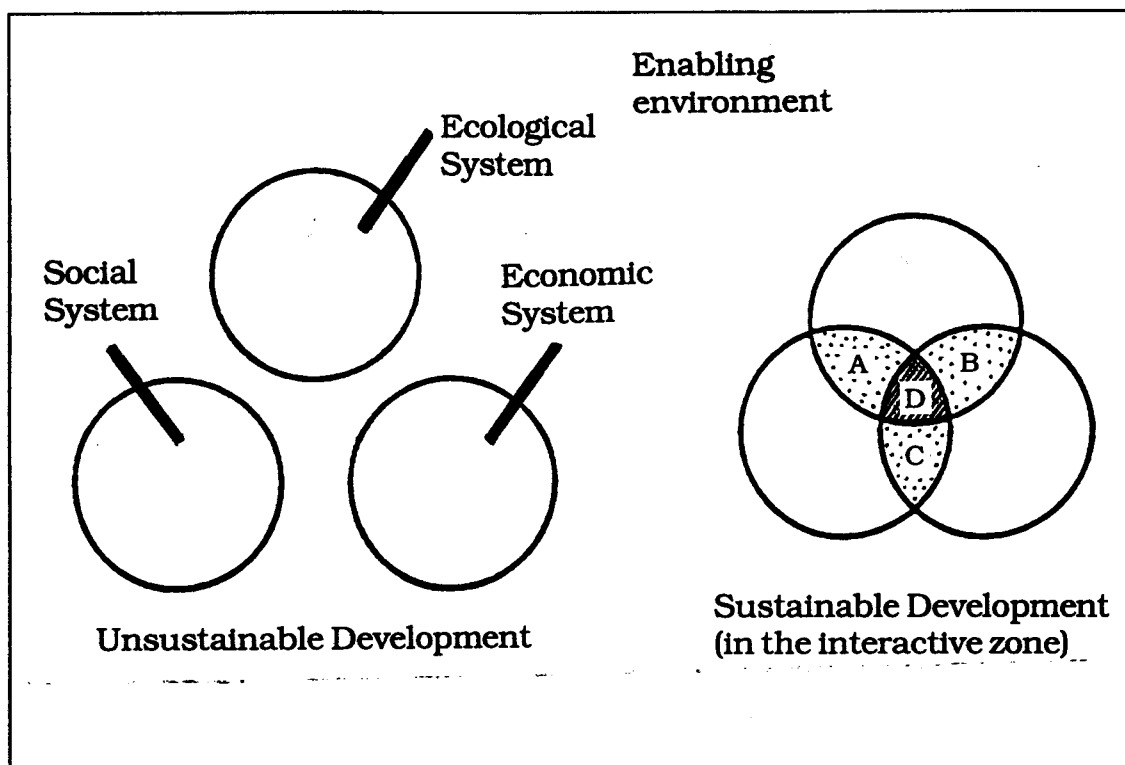 Enabling
environment
Ecological
System
Social
System
Economic
System
A
B
D
C
Unsustainable Development
Sustainable Development
(in the interactive zone)